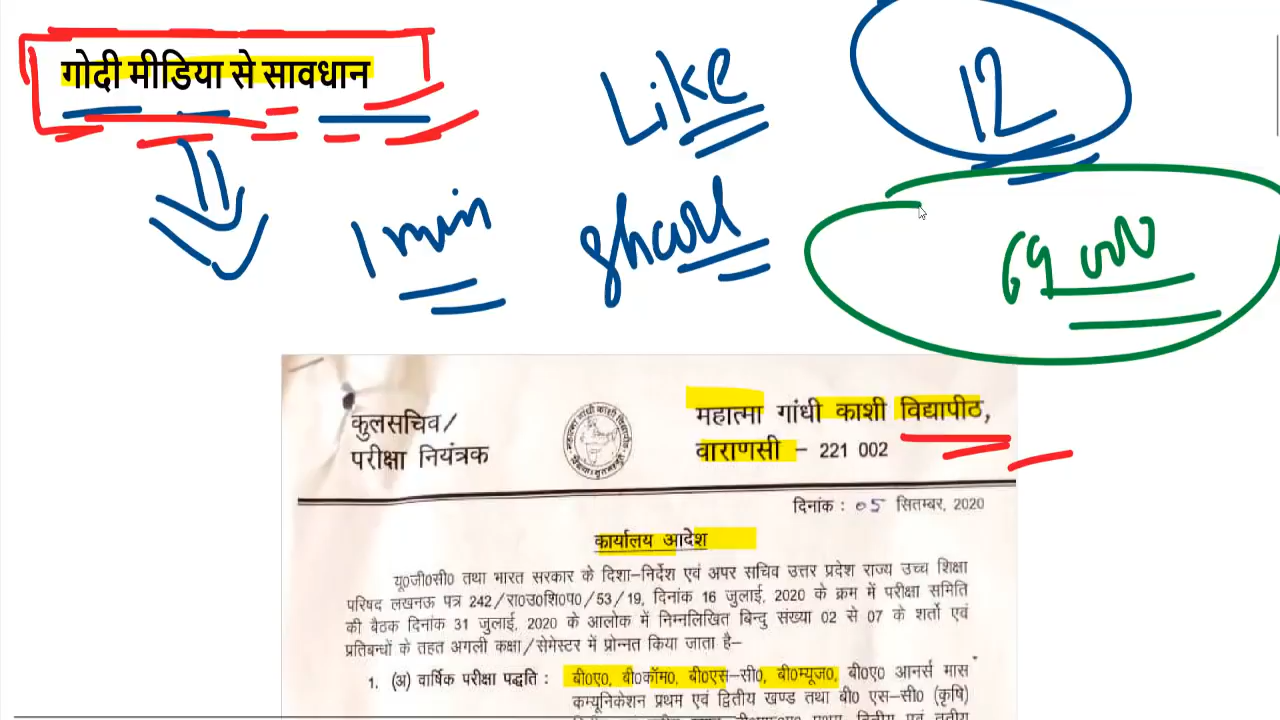 गोदी मीडिया से सावधान
Like
12
1 min
Share
69000
कुलसचिव/
परीक्षा नियंत्रक
महात्मा गांधी काशी विद्यापीठ,
वाराणसी – 221 002
दिनांक : 05 सितम्बर, 2020
कार्यालय आदेश
यू0जी0सी0 तथा भारत सरकार के दिशा-निर्देश एवं अपर सचिव उत्तर प्रदेश राज्य उच्च शिक्षा
परिषद लखनऊ पत्र 242/रा0उ0शि0प0/53/19, दिनांक 16 जुलाई, 2020 के क्रम में परीक्षा समिति
की बैठक दिनांक 31 जुलाई, 2020 के आलोक में निम्नलिखित बिन्दु संख्या 02 से 07 के शर्तो एवं
प्रतिबन्धों के तहत अगली कक्षा/सेमेस्टर में प्रोन्नत किया जाता है–
1. (अ) वार्षिक परीक्षा पद्धति : बी0ए0, बी0कॉम0, बी0एस-सी0, बी0म्यूज0, बी0ए0 आनर्स मास
कम्युनिकेशन प्रथम एवं द्वितीय खण्ड तथा बी0 एस-सी0 (कृषि)